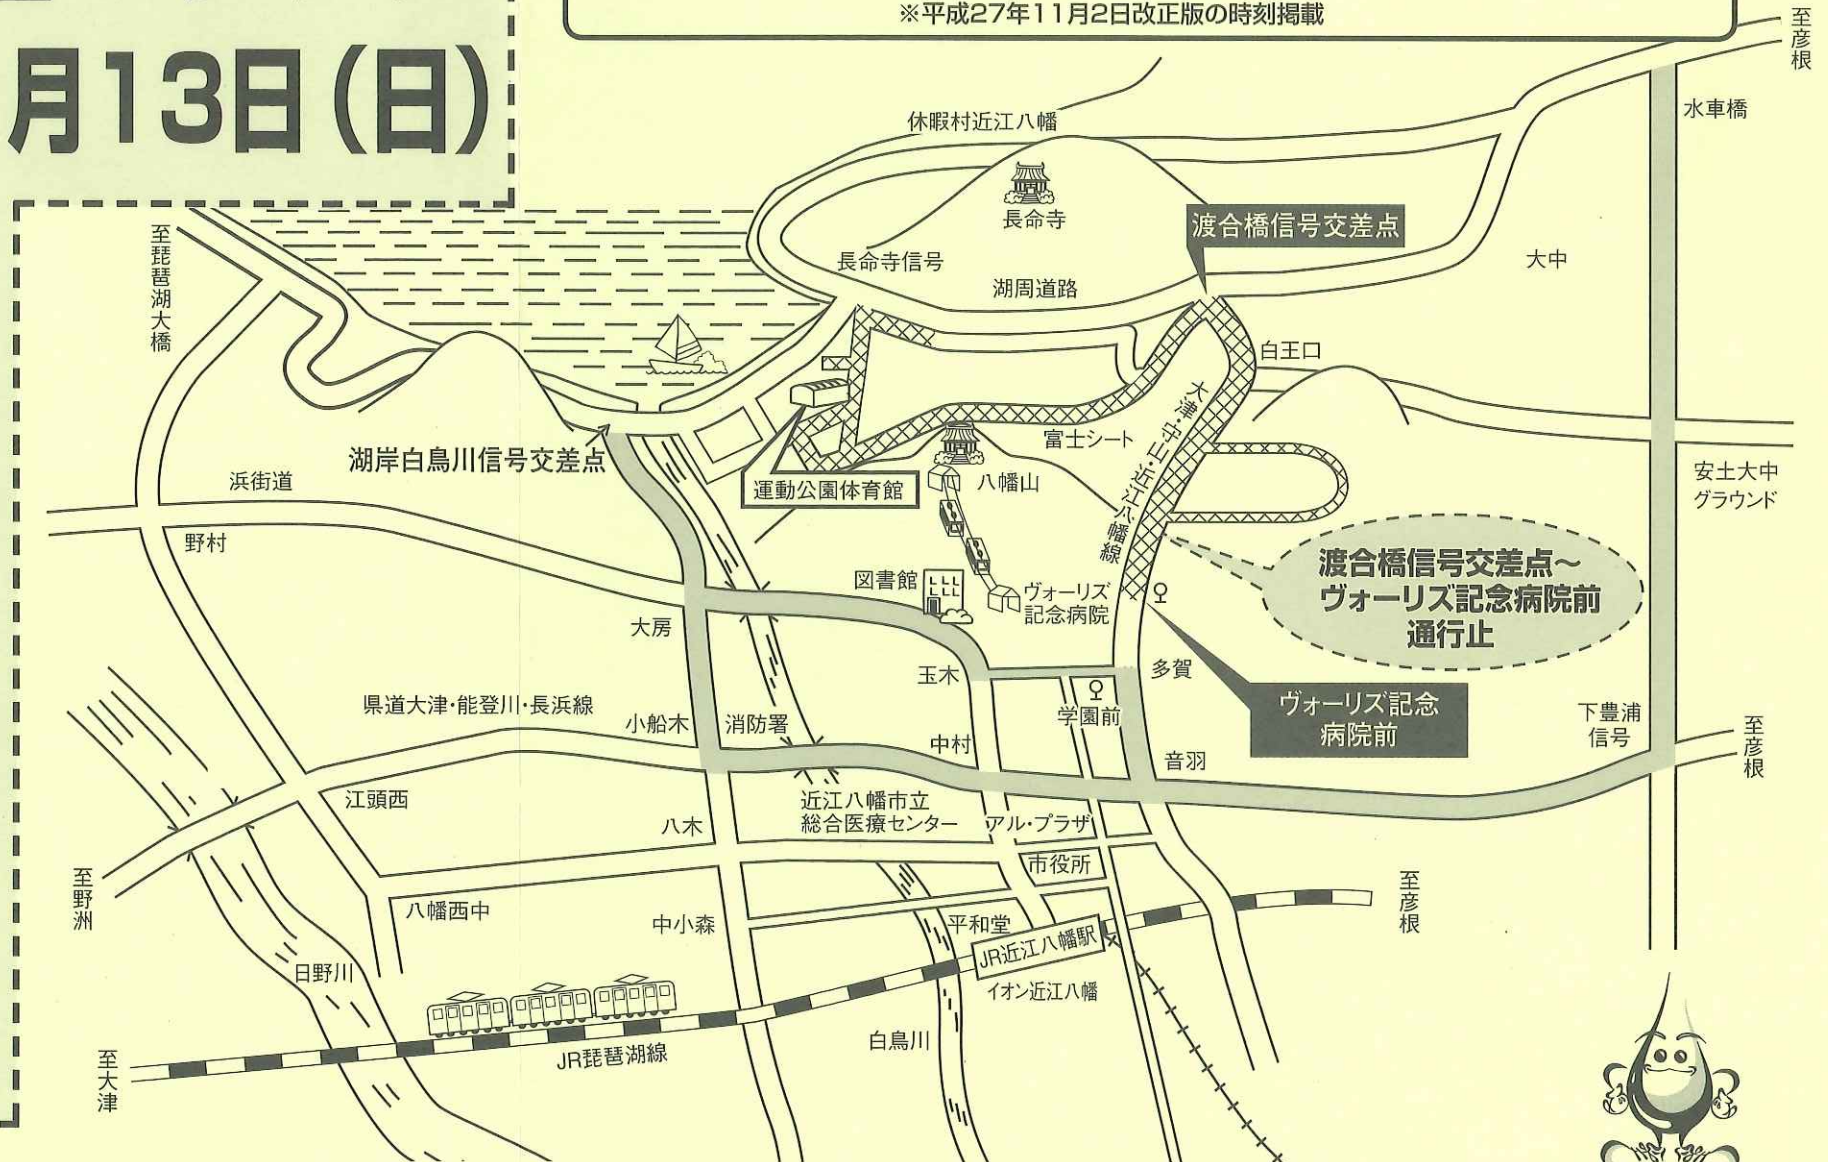 ※平成27年11月2日改正版の時刻掲載
月13日(日)
至彦根
水車橋
休暇村近江八幡
長命寺
渡合橋信号交差点
至琵琶湖大橋
長命寺信号
湖周道路
大中
白王口
大津・守山・近江八幡線
富士シート
湖岸白鳥川信号交差点
浜街道
運動公園体育館
八幡山
安土大中
グラウンド
野村
渡合橋信号交差点~
ヴォーリズ記念病院前
通行止
図書館
ヴォーリズ
記念病院
大房
玉木
多賀
県道大津・能登川・長浜線
小船木
消防署
学園前
ヴォーリズ記念
病院前
下豊浦
信号
至彦根
中村
音羽
江頭西
近江八幡市立
総合医療センター
アル・プラザ
八木
市役所
至野洲
八幡西中
中小森
平和堂
至彦根
JR近江八幡駅
日野川
イオン近江八幡
白鳥川
JR琵琶湖線
至大津